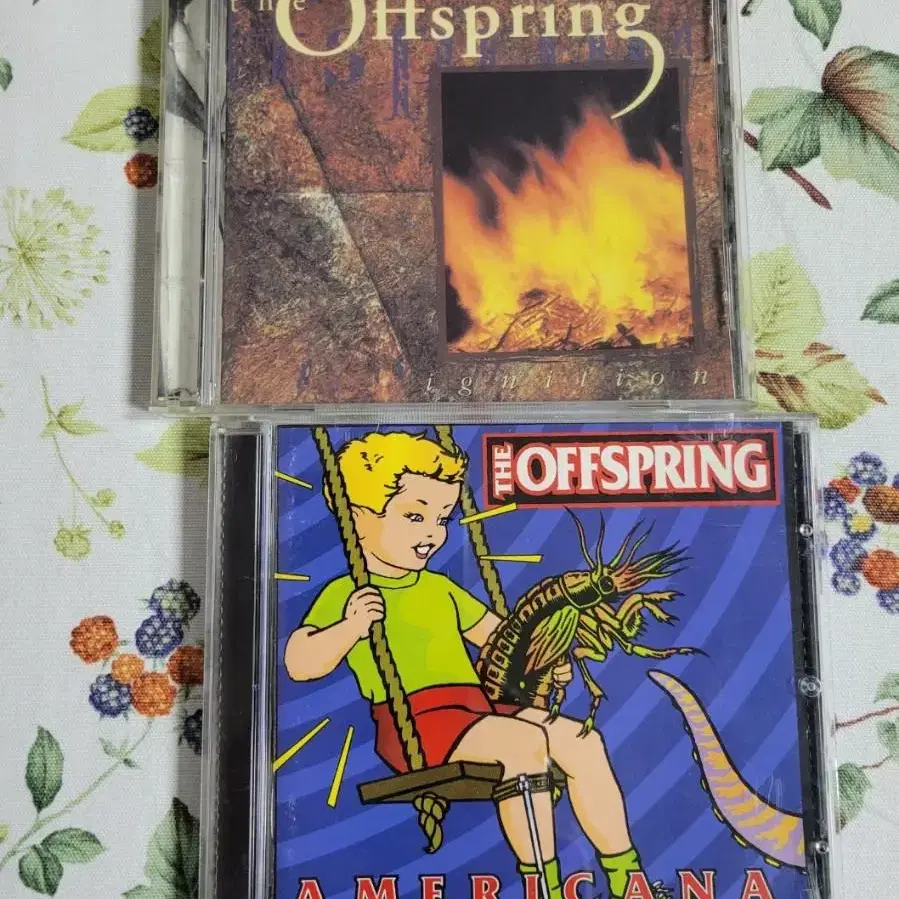 the
Offspring
ignition
THE OFFSPRING
AMERICANA